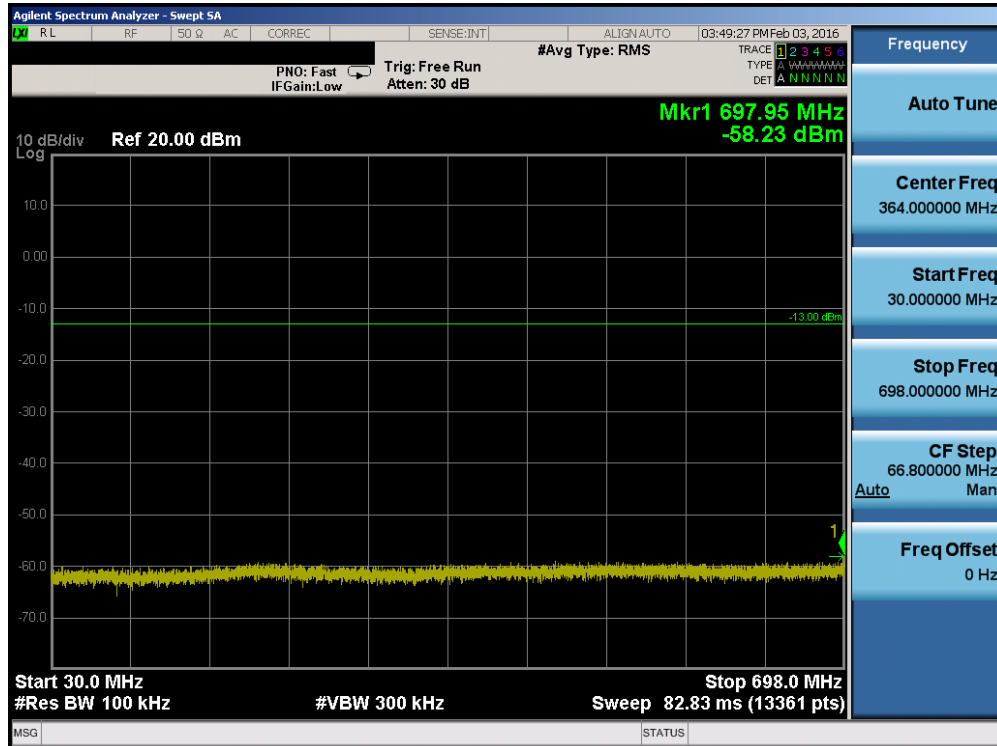 Agilent Spectrum Analyzer - Swept SA
LXI RL RF 50 Ω AC CORREC SENSE:INT ALIGN AUTO 03:49:27 PM Feb 03, 2016
#Avg Type: RMS
TRACE 1 2 3 4 5 6
PNO: Fast Trig: Free Run
TYPE A WWWWW
IFGain:Low Atten: 30 dB
DET A N N N N N
Mkr1 697.95 MHz
-58.23 dBm
10 dB/div Ref 20.00 dBm
Log
10.0
0.00
-10.0
-13.00 dBm
-20.0
-30.0
-40.0
-50.0
1
-60.0
-70.0
Start 30.0 MHz Stop 698.0 MHz
#Res BW 100 kHz #VBW 300 kHz Sweep 82.83 ms (13361 pts)
MSG STATUS
Frequency
Auto Tune
Center Freq
364.000000 MHz
Start Freq
30.000000 MHz
Stop Freq
698.000000 MHz
CF Step
66.800000 MHz
Auto Man
Freq Offset
0 Hz